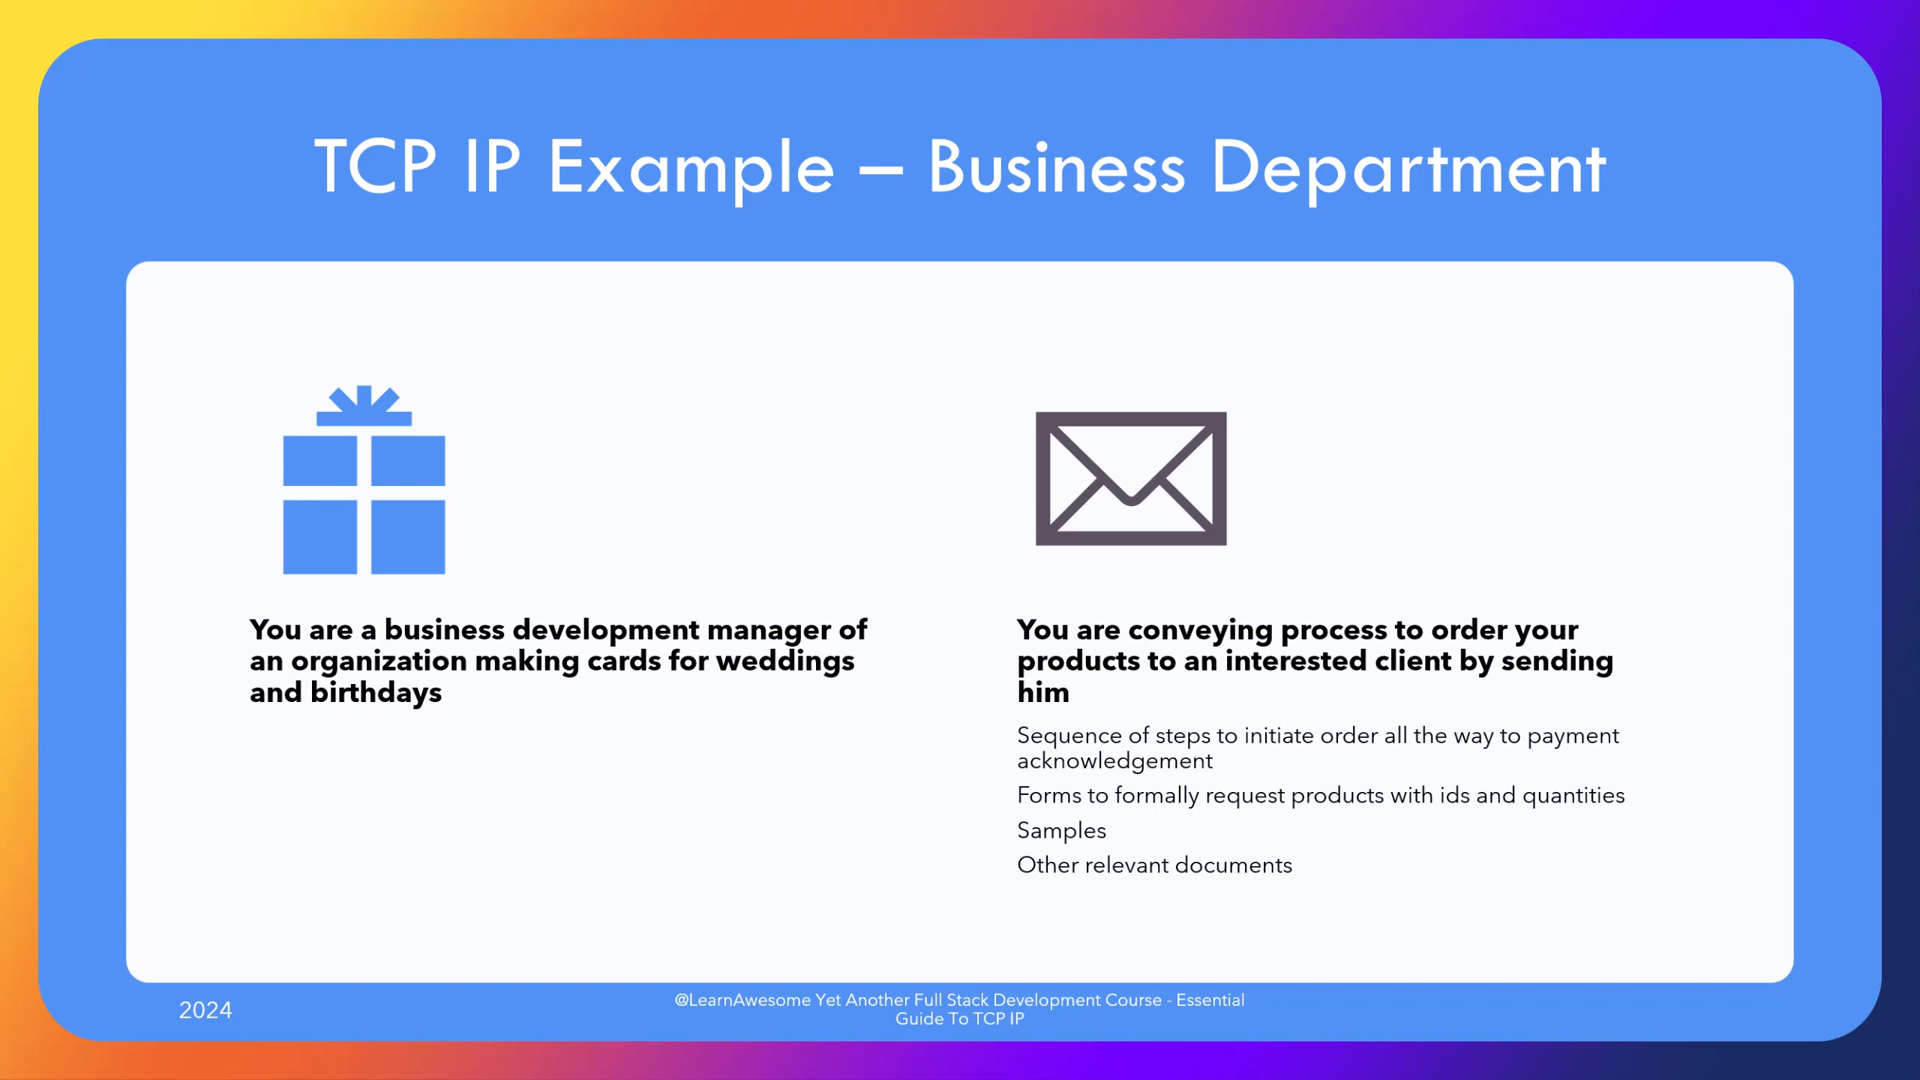 TCP IP Example – Business Department
You are a business development manager of
an organization making cards for weddings
and birthdays
You are conveying process to order your
products to an interested client by sending
him
Sequence of steps to initiate order all the way to payment
acknowledgement
Forms to formally request products with ids and quantities
Samples
Other relevant documents
2024
@LearnAwesome Yet Another Full Stack Development Course - Essential
Guide To TCP IP